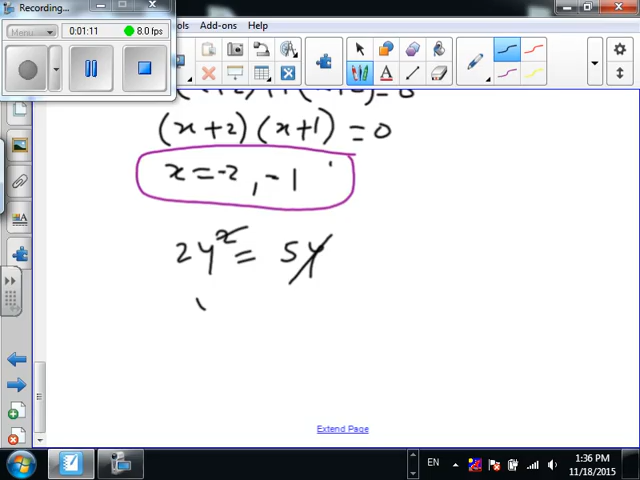 Recording...
Menu
0:01:11
8.0 fps
ols Add-ons Help
(x+2) (x+1) = 0
x = -2, -1
2y² = 5y
Extend Page
EN
1:36 PM
11/18/2015